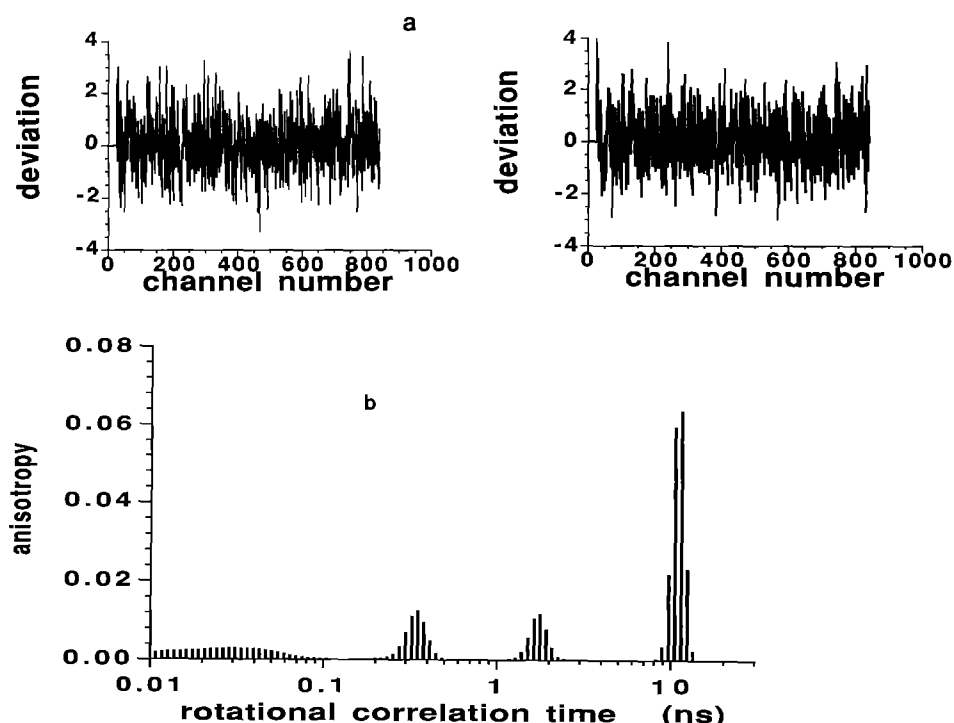 a
4
2
0
-2
-4
deviation
0 200 400 600 800 1000
channel number
4
2
0
-2
-4
deviation
0 200 400 600 800 1000
channel number
b
0.08
0.06
0.04
0.02
0.00
anisotropy
0.01 0.1 1 10
rotational correlation time (ns)